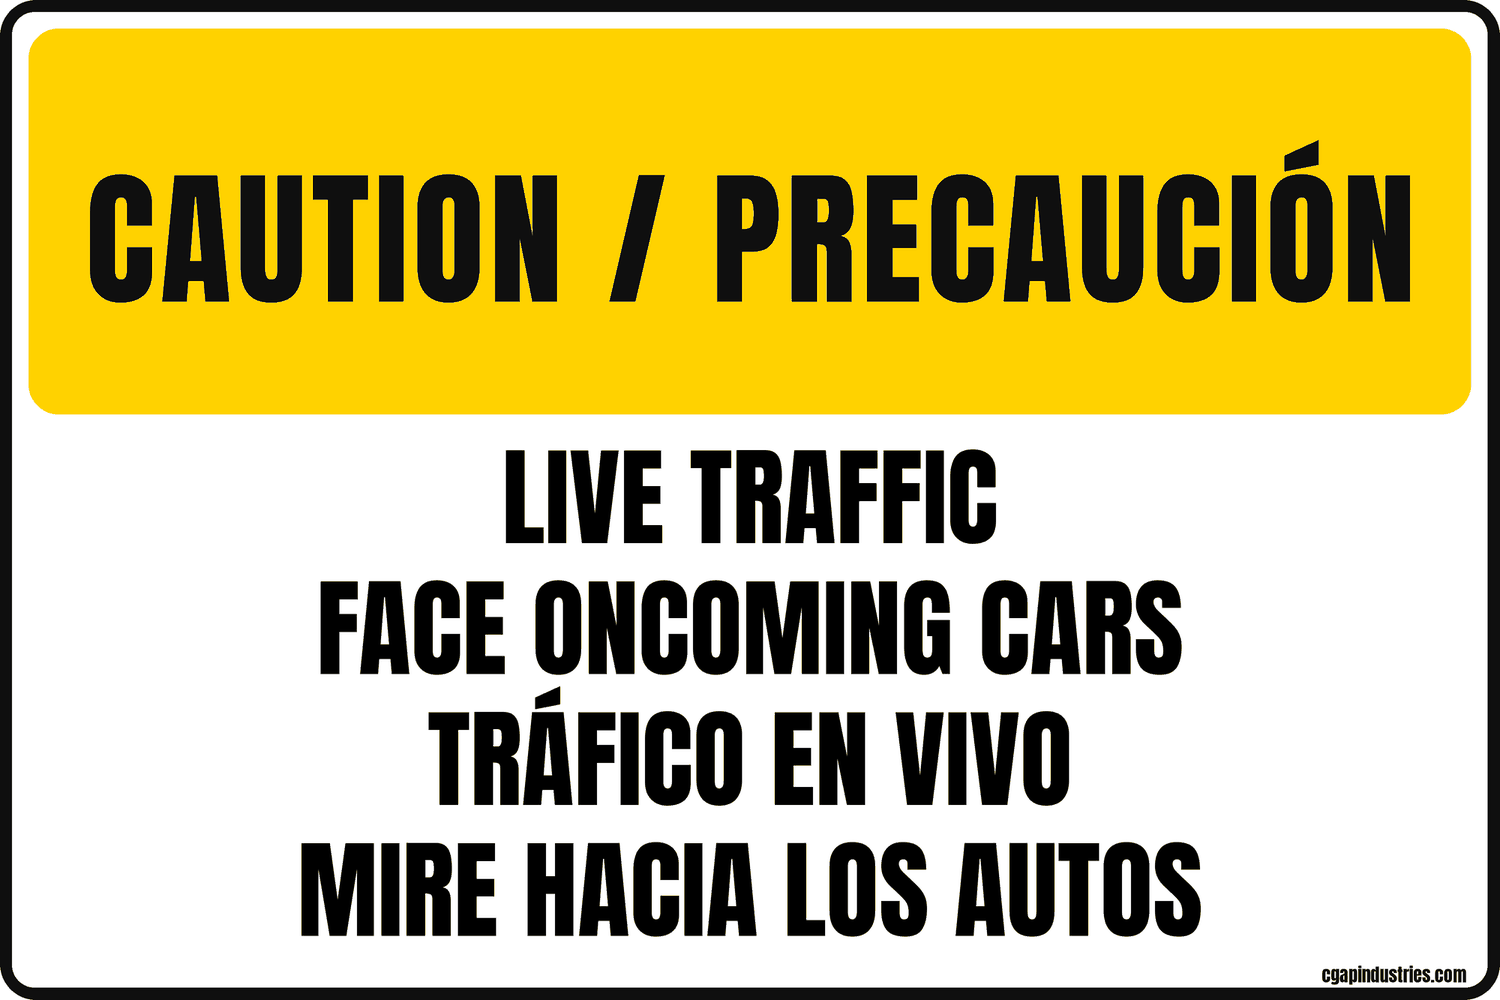 CAUTION / PRECAUCIÓN
LIVE TRAFFIC
FACE ONCOMING CARS
TRÁFICO EN VIVO
MIRE HACIA LOS AUTOS
cgapindustries.com